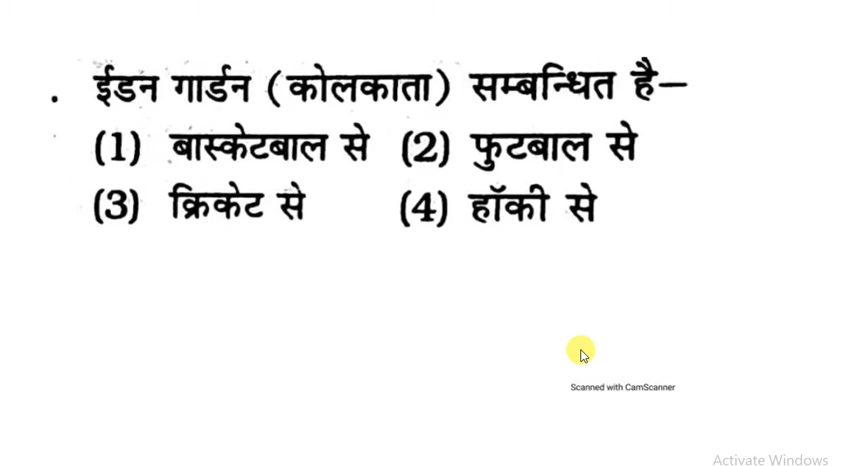 . ईडन गार्डन (कोलकाता) सम्बन्धित है–
(1) बास्केटबाल से (2) फुटबाल से
(3) क्रिकेट से (4) हॉकी से
Scanned with CamScanner
Activate Windows